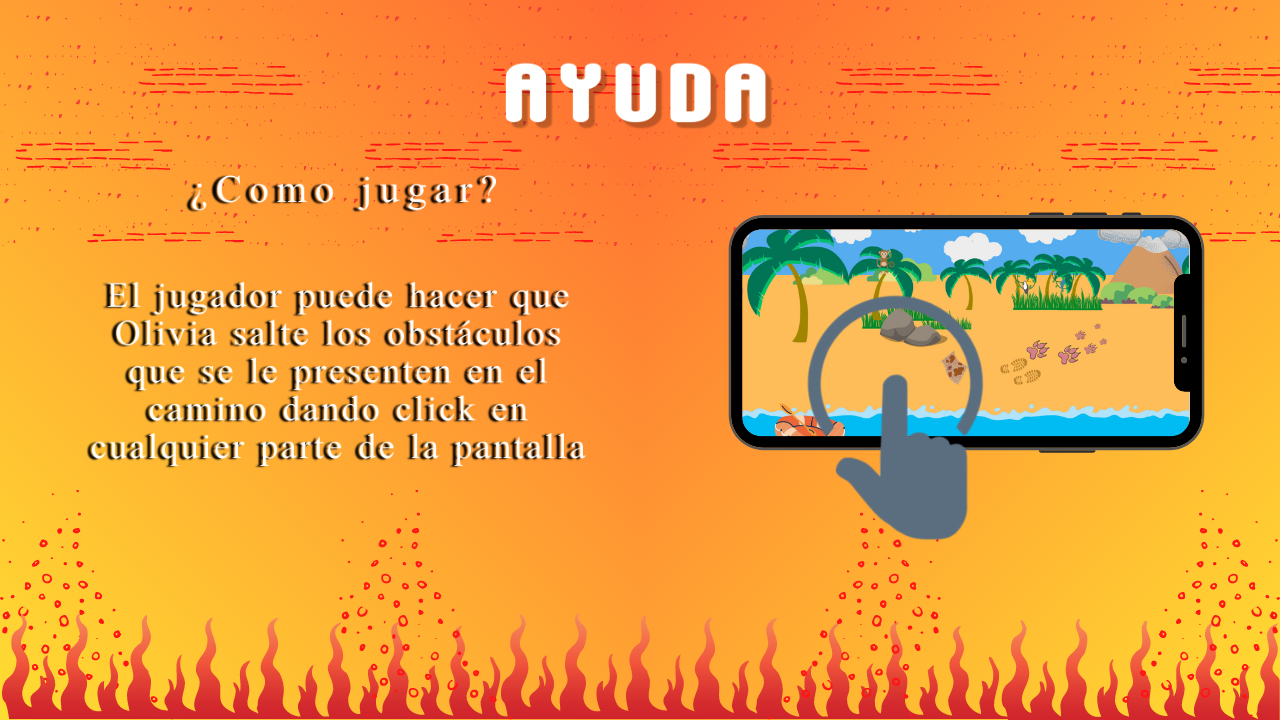 AYUDA
¿Como jugar?
El jugador puede hacer que
Olivia salte los obstáculos
que se le presenten en el
camino dando click en
cualquier parte de la pantalla